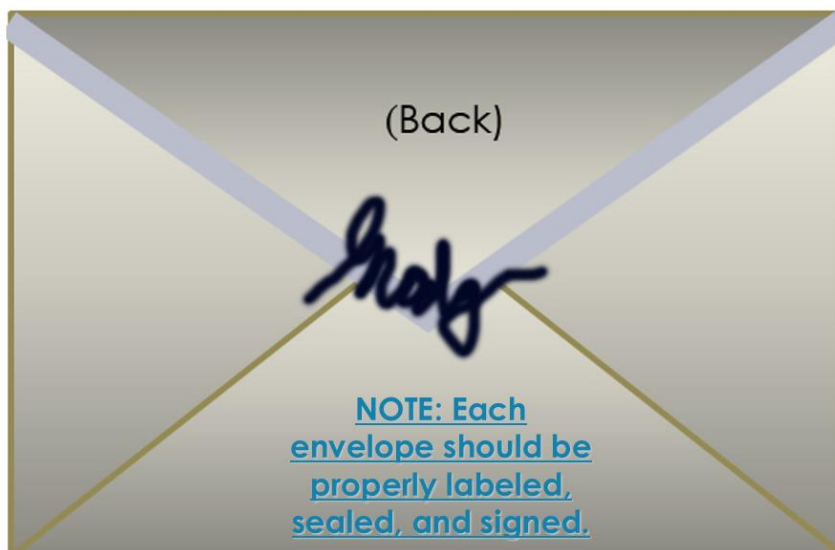 (Back)
NOTE: Each
envelope should be
properly labeled,
sealed, and signed.